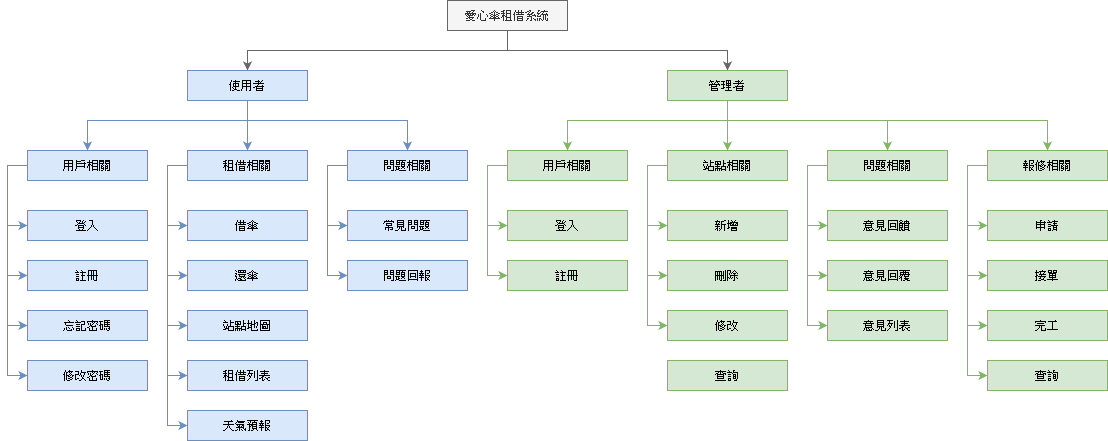 愛心傘租借系統
使用者
管理者
用戶相關
租借相關
問題相關
用戶相關
站點相關
問題相關
報修相關
登入
借傘
常見問題
登入
新增
意見回饋
申請
註冊
還傘
問題回報
註冊
刪除
意見回覆
接單
忘記密碼
站點地圖
修改
意見列表
完工
修改密碼
租借列表
查詢
查詢
天氣預報